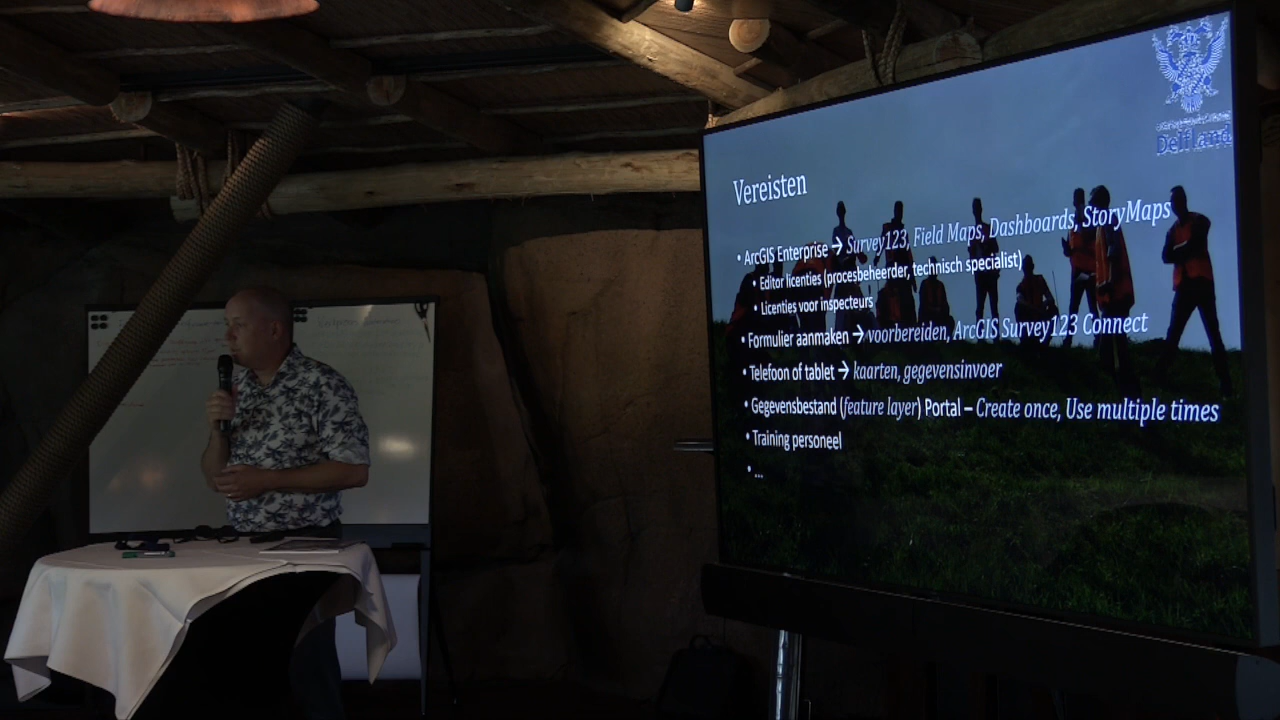 Delfland
Vereisten
• ArcGIS Enterprise → Survey123, Field Maps, Dashboards, StoryMaps
• Editor licenties (procesbeheerder, technisch specialist)
• Licenties voor inspecteurs
• Formulier aanmaken → voorbereiden, ArcGIS Survey123 Connect
• Telefoon of tablet → kaarten, gegevensinvoer
• Gegevensbestand (feature layer) Portal – Create once, Use multiple times
• Training personeel
• ...